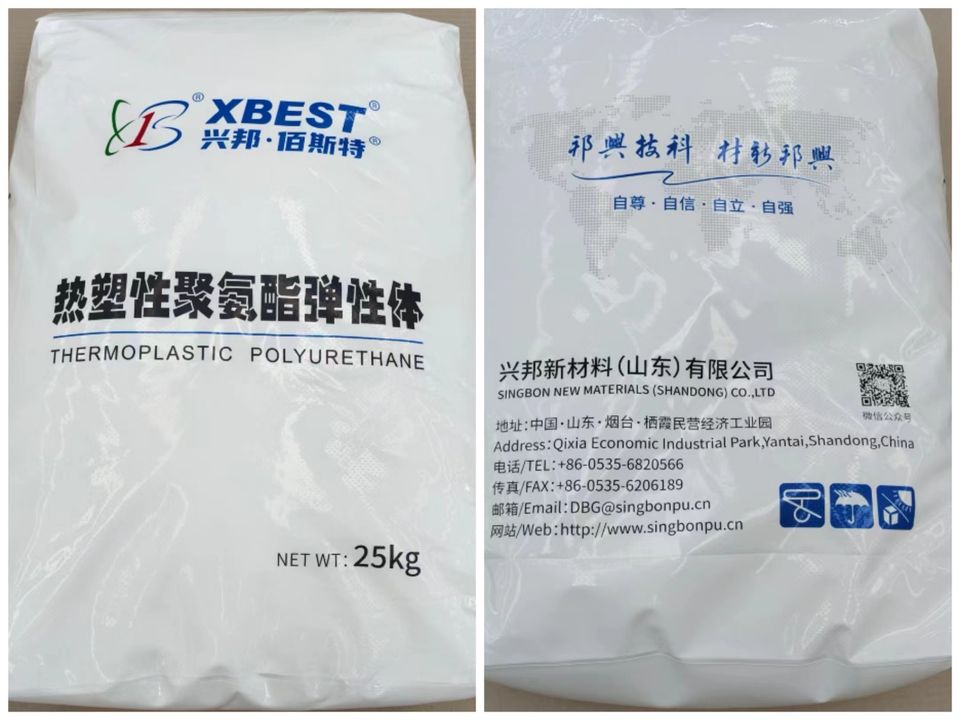 XBEST®
兴邦·佰斯特®
热塑性聚氨酯弹性体
THERMOPLASTIC POLYURETHANE
NET WT: 25kg
祁興技科 材新邦興
自尊·自信·自立·自强
兴邦新材料(山东)有限公司
SINGBON NEW MATERIALS (SHANDONG) CO.,LTD
微信公众号
地址:中国·山东·烟台·栖霞民营经济工业园
Address:Qixia Economic Industrial Park,Yantai,Shandong,China
电话/TEL:+86-0535-6820566
传真/FAX:+86-0535-6206189
邮箱/Email:DBG@singbonpu.cn
网站/Web:http://www.singbonpu.cn